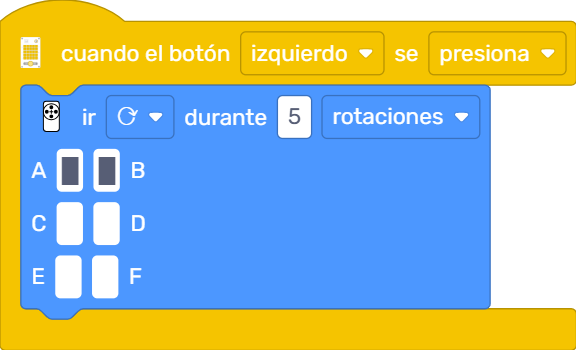 cuando el botón izquierdo se presiona
ir durante 5 rotaciones
A B
C D
E F